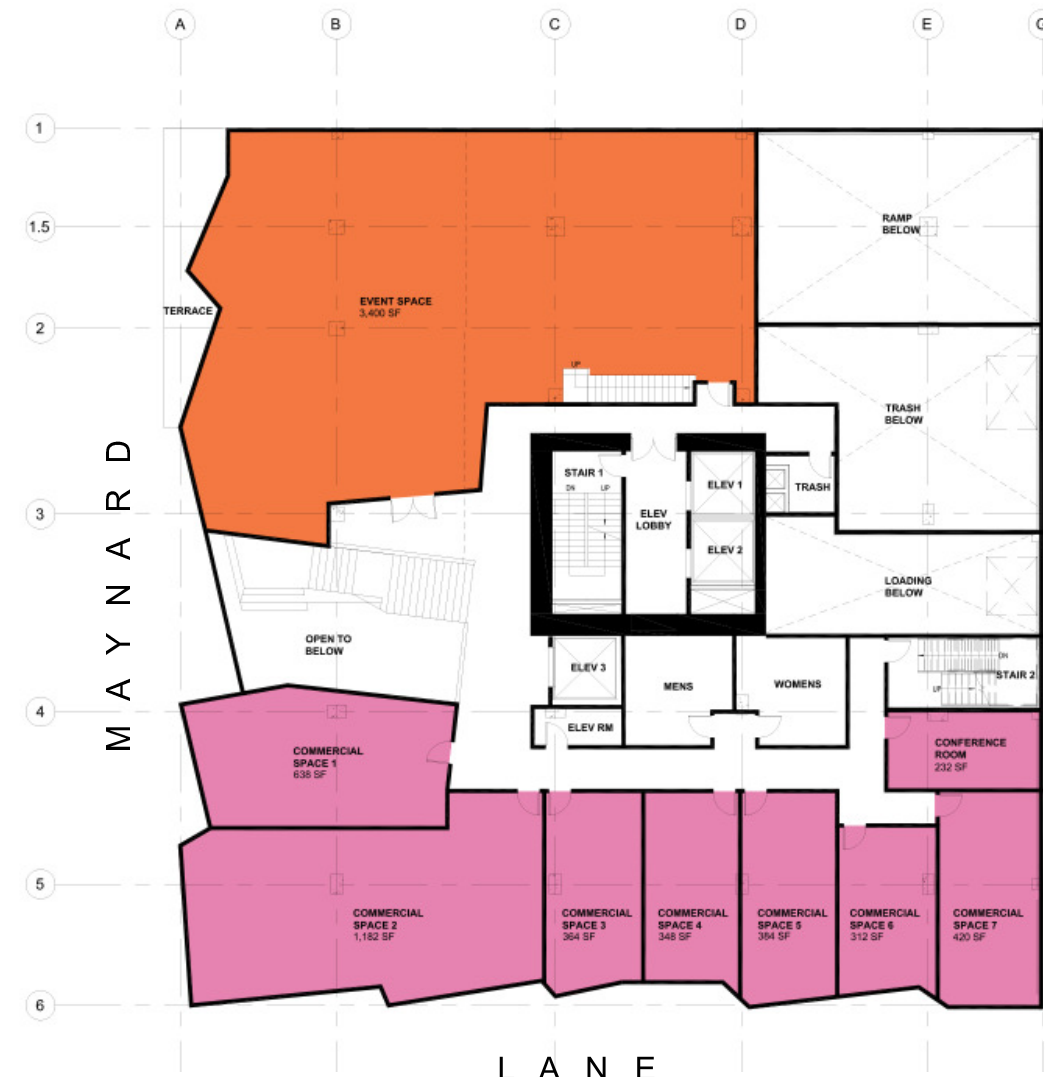 A
B
C
D
E
1
1.5
RAMP
BELOW
EVENT SPACE
3,400 SF
TERRACE
2
UP
TRASH
BELOW
MAYNARD
STAIR 1
DN UP
ELEV 1
TRASH
3
ELEV
LOBBY
ELEV 2
LOADING
BELOW
OPEN TO
BELOW
DN
ELEV 3
STAIR 2
MENS
WOMENS
UP
4
ELEV RM
COMMERCIAL
SPACE 1
638 SF
CONFERENCE
ROOM
232 SF
5
COMMERCIAL
SPACE 2
1,182 SF
COMMERCIAL
SPACE 3
364 SF
COMMERCIAL
SPACE 4
348 SF
COMMERCIAL
SPACE 5
384 SF
COMMERCIAL
SPACE 6
312 SF
COMMERCIAL
SPACE 7
420 SF
6
LANE